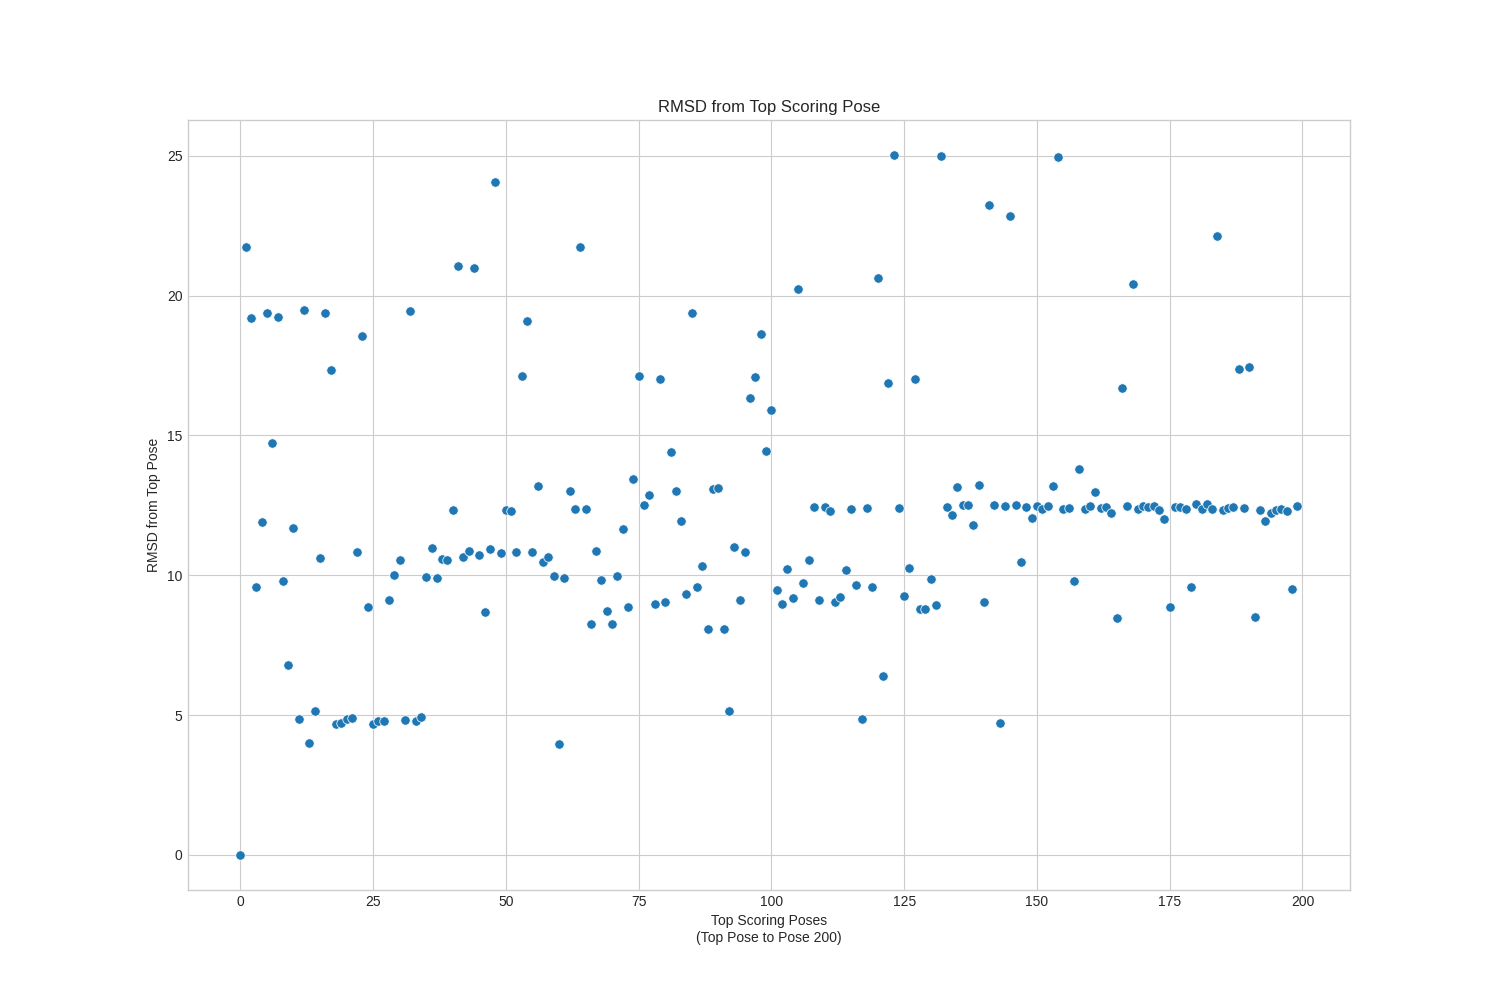 RMSD from Top Scoring Pose
RMSD from Top Pose
25
20
15
10
5
0
0 25 50 75 100 125 150 175 200
Top Scoring Poses
(Top Pose to Pose 200)